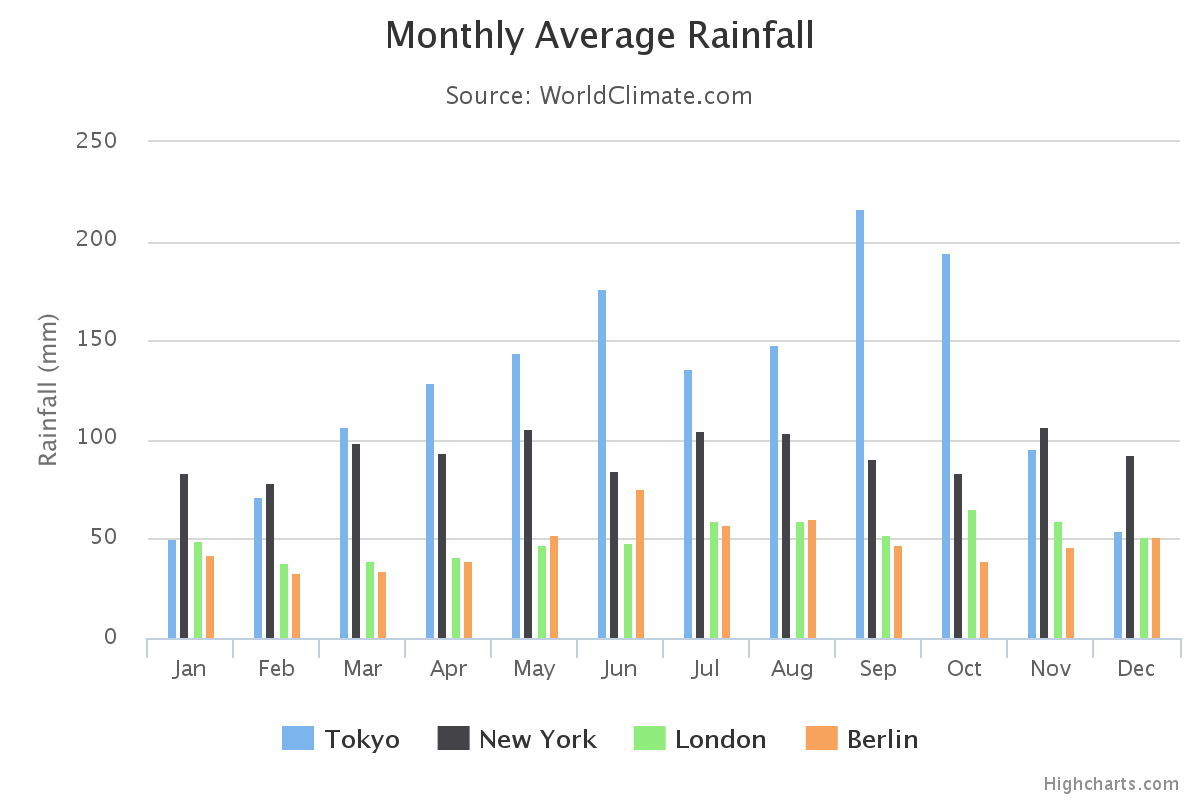 Monthly Average Rainfall
Source: WorldClimate.com
250
200
150
100
50
0
Rainfall (mm)
Jan Feb Mar Apr May Jun Jul Aug Sep Oct Nov Dec
Tokyo New York London Berlin
Highcharts.com